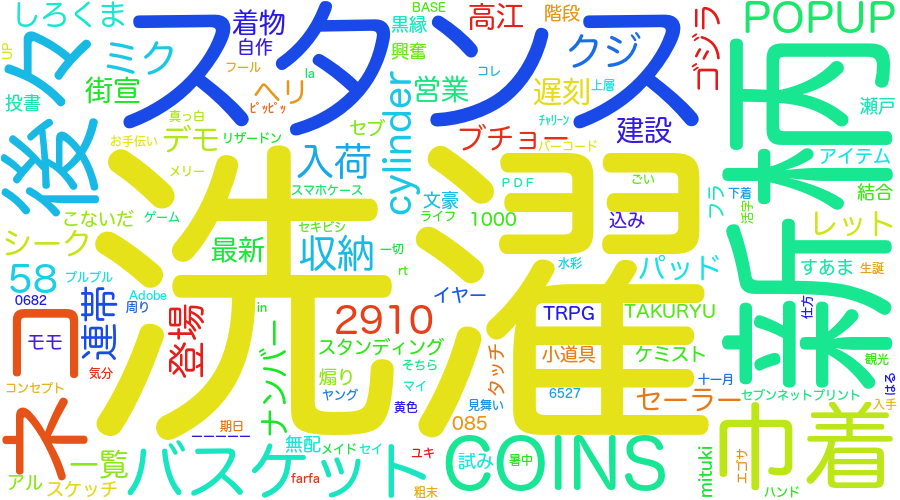 しろくま
着物
黒縁
BASE
高江
階段
ゴジラ
POPUP
UP
後々
ミク
自作
スタンス
興奮
コレ
クジ
新柄
投書
街宣
フール
la
ヘリ
ピッピッ
cylinder
営業
遅刻
上層
瀬戸
真っ白
デモ
リザードン
セブ
ブチョー
チャリーン
建設
アイテム
お手伝い
メリー
入荷
バーコード
洗濯
スマホケース
文豪
PDF
ごい
フラ
下着
結合
こないだ
ゲーム
セキビシ
ライフ
1000
込み
活字
レット
シーク
最新
収納
一切
水彩
パッド
すあま
生誕
58
プルプル
rt
0682
Adobe
周り
in
イヤー
仕方
ネコ
モモ
連帯
登場
2910
TRPG
TAKURYU
気分
ナンバー
スタンディング
そちら
タッチ
小道具
ケミスト
観光
コンセプト
煽り
マイ
十一月
はる
ヤング
黄色
見舞い
6527
セーラー
セブンネットプリント
入手
期日
ーーーーー
085
巾着
アル
一覧
バスケット
無配
メイド
セイ
ユキ
COINS
試み
暑中
mituki
エゴサ
スケッチ
farfa
粗末
ハンド